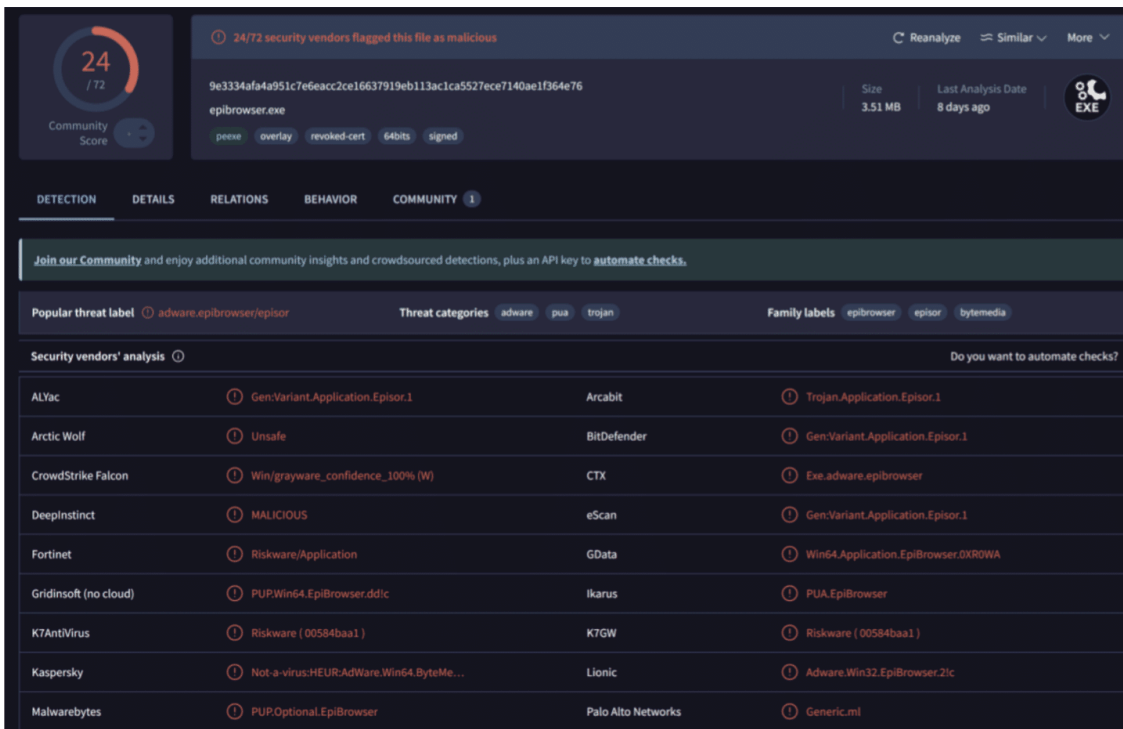 24
/ 72
Community
Score
24/72 security vendors flagged this file as malicious
Reanalyze
Similar
More
9e3334afa4a951c7e6eacc2ce16637919eb113ac1ca5527ece7140ae1f364e76
epibrowser.exe
peexe overlay revoked-cert 64bits signed
Size
3.51 MB
Last Analysis Date
8 days ago
EXE
DETECTION DETAILS RELATIONS BEHAVIOR COMMUNITY 1
Join our Community and enjoy additional community insights and crowdsourced detections, plus an API key to automate checks.
Popular threat label adware.epibrowser/episor Threat categories adware pua trojan Family labels epibrowser episor bytemedia
Security vendors' analysis Do you want to automate checks?
ALYac Gen:Variant.Application.Episor.1 Arcabit Trojan.Application.Episor.1
Arctic Wolf Unsafe BitDefender Gen:Variant.Application.Episor.1
CrowdStrike Falcon Win/grayware_confidence_100% (W) CTX Exe.adware.epibrowser
DeepInstinct MALICIOUS eScan Gen:Variant.Application.Episor.1
Fortinet Riskware/Application GData Win64.Application.EpiBrowser.0XR0WA
Gridinsoft (no cloud) PUP.Win64.EpiBrowser.dd!c Ikarus PUA.EpiBrowser
K7AntiVirus Riskware ( 00584baa1 ) K7GW Riskware ( 00584baa1 )
Kaspersky Not-a-virus:HEUR:AdWare.Win64.ByteMe... Lionic Adware.Win32.EpiBrowser.2!c
Malwarebytes PUP.Optional.EpiBrowser Palo Alto Networks Generic.ml